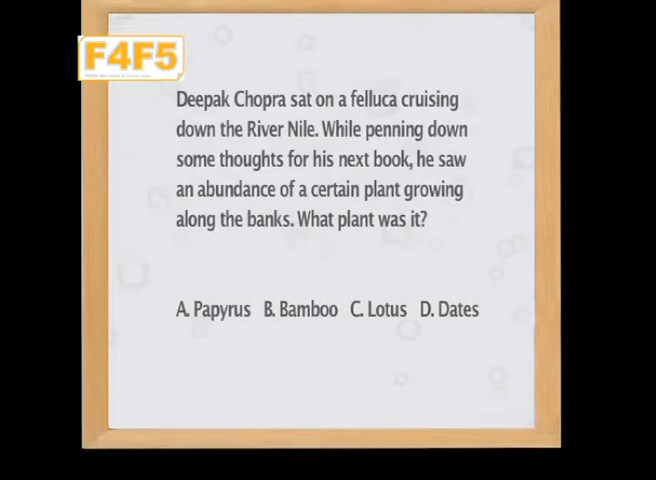 F4F5
Deepak Chopra sat on a felluca cruising
down the River Nile. While penning down
some thoughts for his next book, he saw
an abundance of a certain plant growing
along the banks. What plant was it?
A. Papyrus B. Bamboo C. Lotus D. Dates